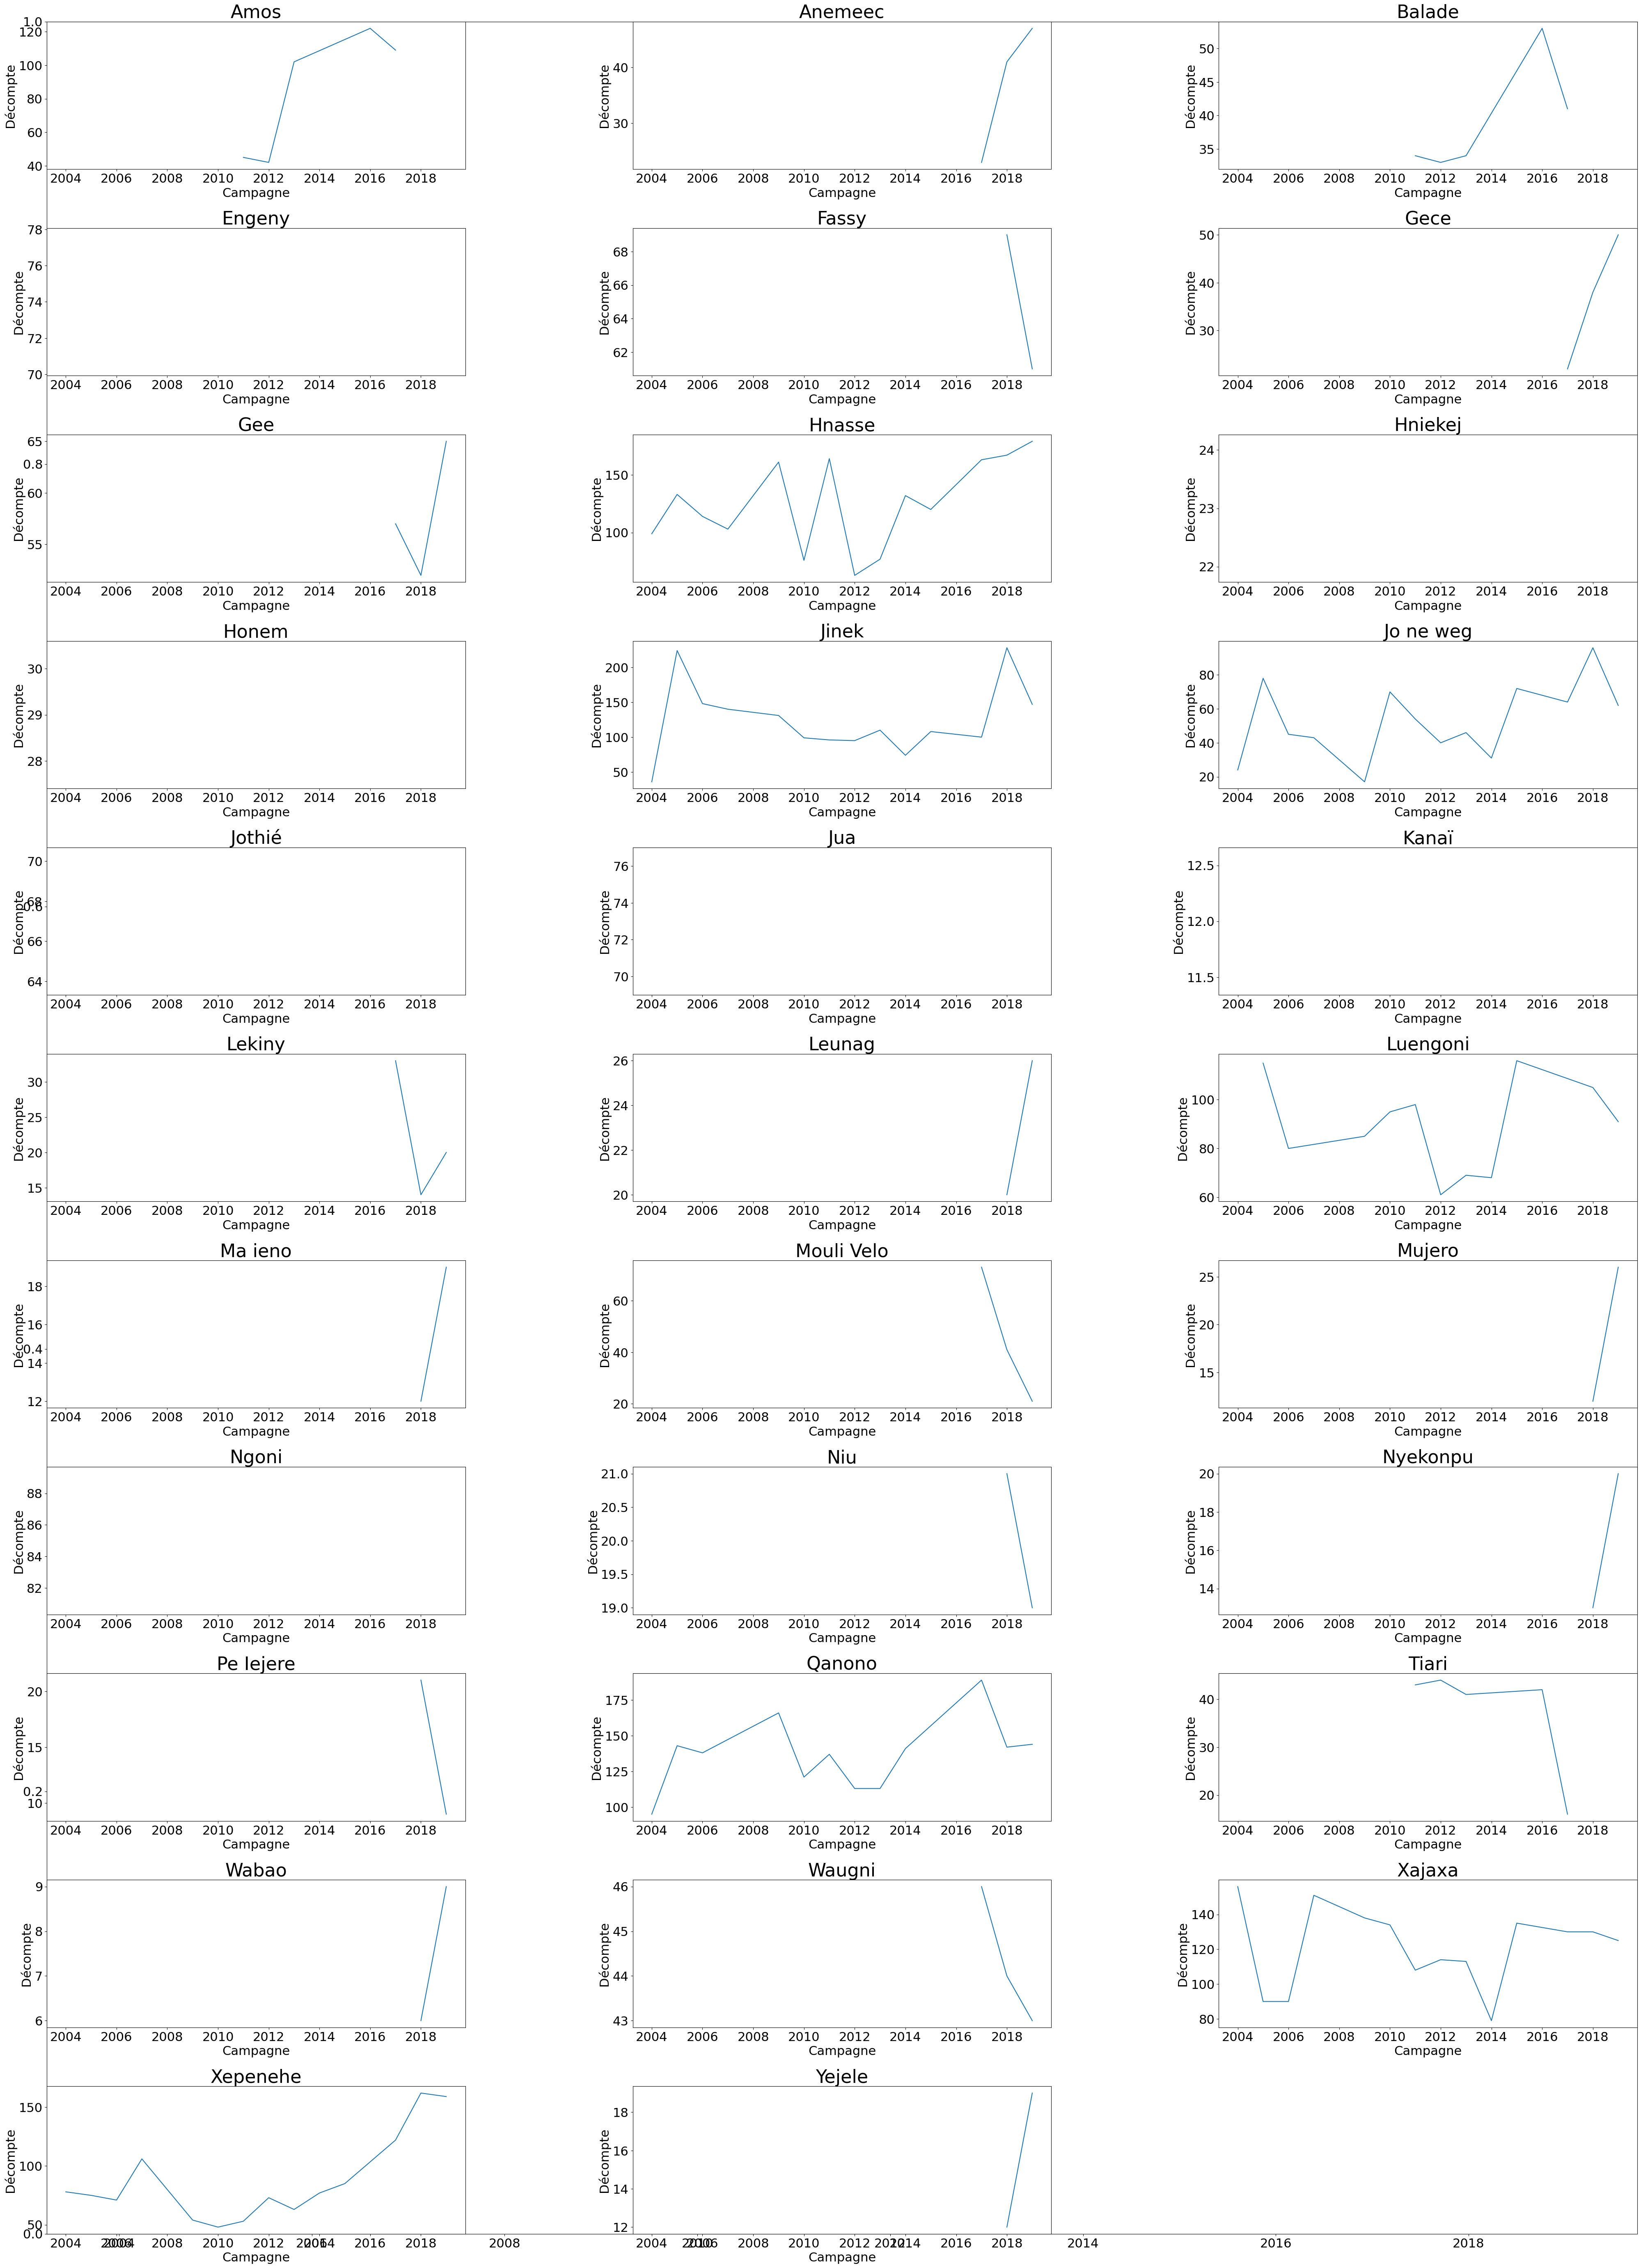 Amos
1.0
120
100
80
60
40
Décompte
2004 2006 2008 2010 2012 2014 2016 2018
Campagne
Anemeec
40
30
Décompte
2004 2006 2008 2010 2012 2014 2016 2018
Campagne
Balade
50
45
40
35
Décompte
2004 2006 2008 2010 2012 2014 2016 2018
Campagne
Engeny
78
76
74
72
70
Décompte
2004 2006 2008 2010 2012 2014 2016 2018
Campagne
Fassy
68
66
64
62
Décompte
2004 2006 2008 2010 2012 2014 2016 2018
Campagne
Gece
50
40
30
Décompte
2004 2006 2008 2010 2012 2014 2016 2018
Campagne
Gee
65
0.8
60
55
Décompte
2004 2006 2008 2010 2012 2014 2016 2018
Campagne
Hnasse
150
100
Décompte
2004 2006 2008 2010 2012 2014 2016 2018
Campagne
Hniekej
24
23
22
Décompte
2004 2006 2008 2010 2012 2014 2016 2018
Campagne
Honem
30
29
28
Décompte
2004 2006 2008 2010 2012 2014 2016 2018
Campagne
Jinek
200
150
100
50
Décompte
2004 2006 2008 2010 2012 2014 2016 2018
Campagne
Jo ne weg
80
60
40
20
Décompte
2004 2006 2008 2010 2012 2014 2016 2018
Campagne
Jothié
70
68
0.6
66
64
Décompte
2004 2006 2008 2010 2012 2014 2016 2018
Campagne
Jua
76
74
72
70
Décompte
2004 2006 2008 2010 2012 2014 2016 2018
Campagne
Kanaï
12.5
12.0
11.5
Décompte
2004 2006 2008 2010 2012 2014 2016 2018
Campagne
Lekiny
30
25
20
15
Décompte
2004 2006 2008 2010 2012 2014 2016 2018
Campagne
Leunag
26
24
22
20
Décompte
2004 2006 2008 2010 2012 2014 2016 2018
Campagne
Luengoni
100
80
60
Décompte
2004 2006 2008 2010 2012 2014 2016 2018
Campagne
Ma ieno
18
16
0.4
14
12
Décompte
2004 2006 2008 2010 2012 2014 2016 2018
Campagne
Mouli Velo
60
40
20
Décompte
2004 2006 2008 2010 2012 2014 2016 2018
Campagne
Mujero
25
20
15
Décompte
2004 2006 2008 2010 2012 2014 2016 2018
Campagne
Ngoni
88
86
84
82
Décompte
2004 2006 2008 2010 2012 2014 2016 2018
Campagne
Niu
21.0
20.5
20.0
19.5
19.0
Décompte
2004 2006 2008 2010 2012 2014 2016 2018
Campagne
Nyekonpu
20
18
16
14
Décompte
2004 2006 2008 2010 2012 2014 2016 2018
Campagne
Pe Iejere
20
15
0.2
10
Décompte
2004 2006 2008 2010 2012 2014 2016 2018
Campagne
Qanono
175
150
125
100
Décompte
2004 2006 2008 2010 2012 2014 2016 2018
Campagne
Tiari
40
30
20
Décompte
2004 2006 2008 2010 2012 2014 2016 2018
Campagne
Wabao
9
8
7
6
Décompte
2004 2006 2008 2010 2012 2014 2016 2018
Campagne
Waugni
46
45
44
43
Décompte
2004 2006 2008 2010 2012 2014 2016 2018
Campagne
Xajaxa
140
120
100
80
Décompte
2004 2006 2008 2010 2012 2014 2016 2018
Campagne
Xepenehe
150
100
50
0.0
Décompte
2004 2006 2008 2010 2012 2014 2016 2018
Campagne
Yejele
18
16
14
12
Décompte
2004 2006 2008 2010 2012 2014 2016 2018
Campagne
2004 2006 2008 2010 2012 2014 2016 2018